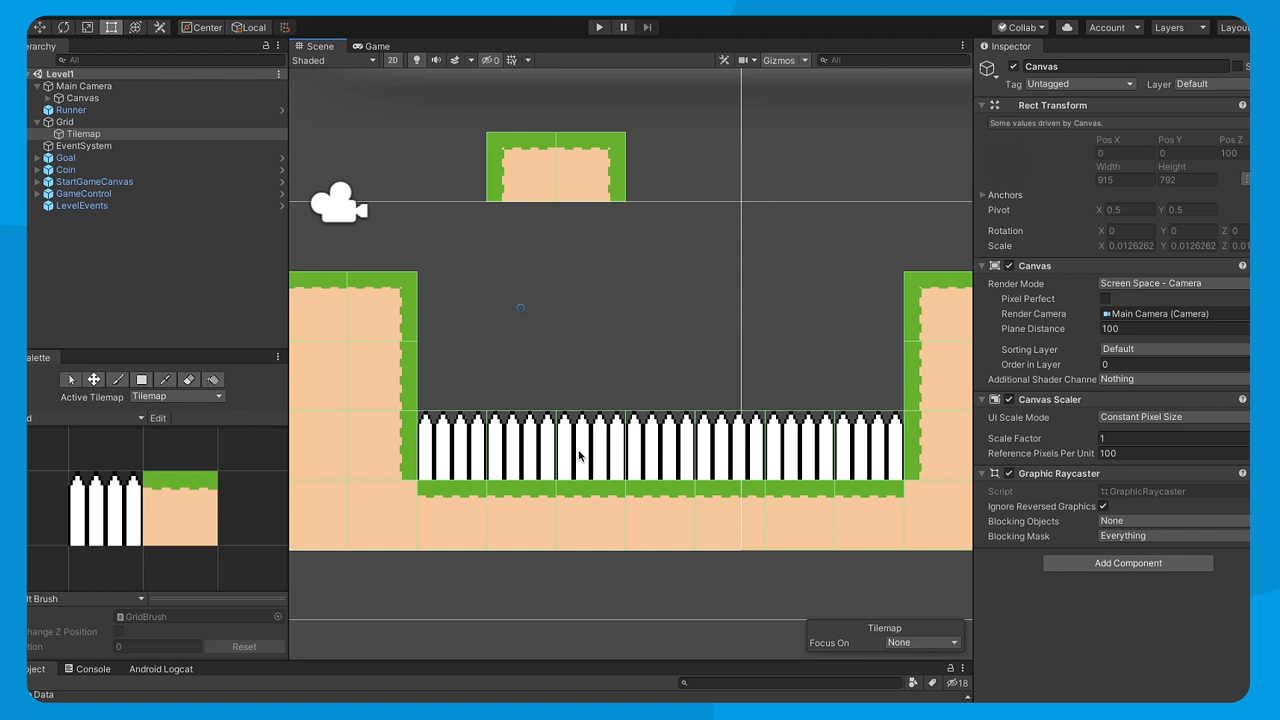 Center Local Collab Account Layers Layou
erarchy
All
Level1
Main Camera
Canvas
Runner
Grid
Tilemap
EventSystem
Goal
Coin
StartGameCanvas
GameControl
LevelEvents
alette
Active Tilemap Tilemap
d Edit
lt Brush
GridBrush
hange Z Position
tion 0 Reset
Scene Game
Shaded 2D 0 Gizmos All
Tilemap
Focus On None
oject Console Android Logcat
18
Data
Inspector
Canvas S
Tag Untagged Layer Default
Rect Transform
Some values driven by Canvas.
Pos X Pos Y Pos Z
0 0 100
Width Height
915 792
Anchors
Pivot X 0.5 Y 0.5
Rotation X 0 Y 0 Z 0
Scale X 0.0126262 Y 0.0126262 Z 0.01
Canvas
Render Mode Screen Space - Camera
Pixel Perfect
Render Camera Main Camera (Camera)
Plane Distance 100
Sorting Layer Default
Order in Layer 0
Additional Shader Channe Nothing
Canvas Scaler
UI Scale Mode Constant Pixel Size
Scale Factor 1
Reference Pixels Per Unit 100
Graphic Raycaster
Script GraphicRaycaster
Ignore Reversed Graphics
Blocking Objects None
Blocking Mask Everything
Add Component